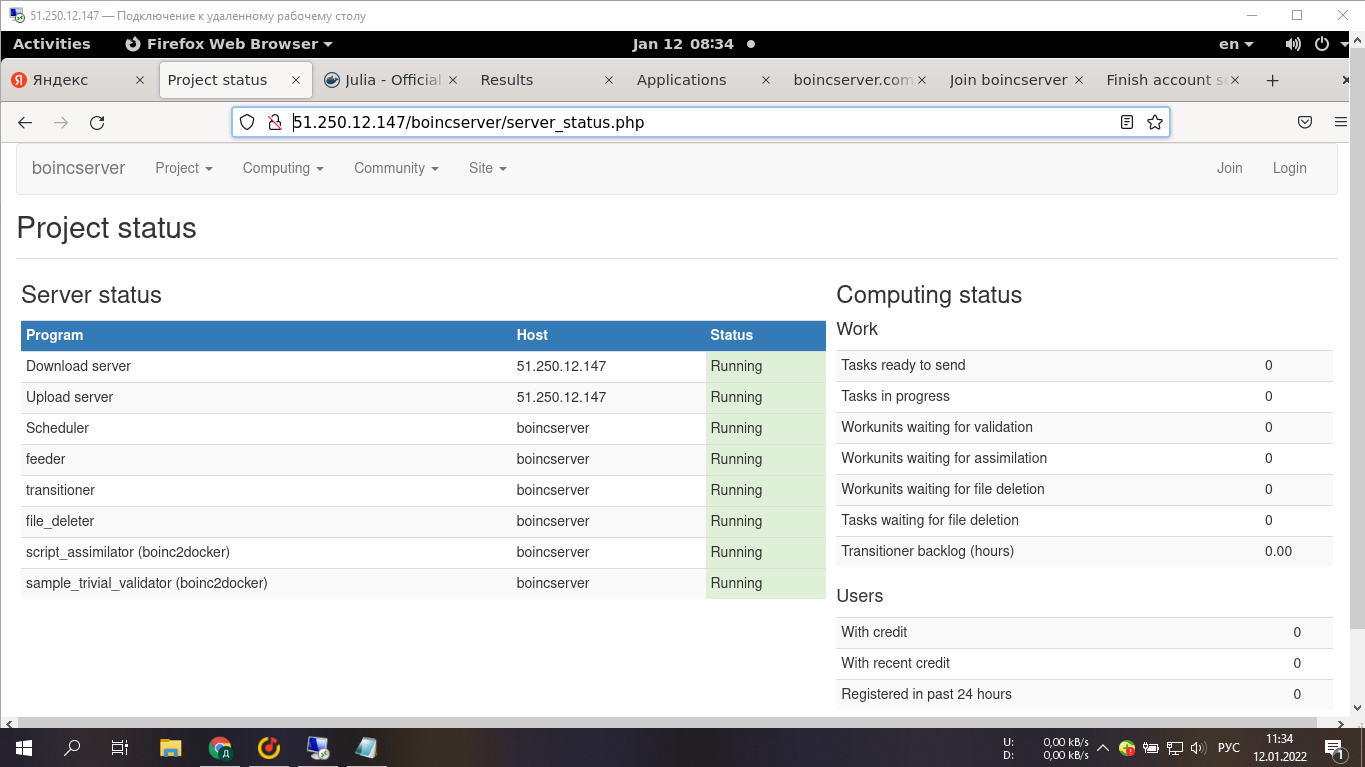 51.250.12.147 — Подключение к удаленному рабочему столу
Activities Firefox Web Browser Jan 12 08:34 en
Яндекс Project status Julia - Official Results Applications boincserver.com Join boincserver Finish account s
51.250.12.147/boincserver/server_status.php
boincserver Project Computing Community Site Join Login
Project status
Server status
Program Host Status
Download server 51.250.12.147 Running
Upload server 51.250.12.147 Running
Scheduler boincserver Running
feeder boincserver Running
transitioner boincserver Running
file_deleter boincserver Running
script_assimilator (boinc2docker) boincserver Running
sample_trivial_validator (boinc2docker) boincserver Running
Computing status
Work
Tasks ready to send 0
Tasks in progress 0
Workunits waiting for validation 0
Workunits waiting for assimilation 0
Workunits waiting for file deletion 0
Tasks waiting for file deletion 0
Transitioner backlog (hours) 0.00
Users
With credit 0
With recent credit 0
Registered in past 24 hours 0
U: 0,00 kB/s
D: 0,00 kB/s
РУС
11:34
12.01.2022
1